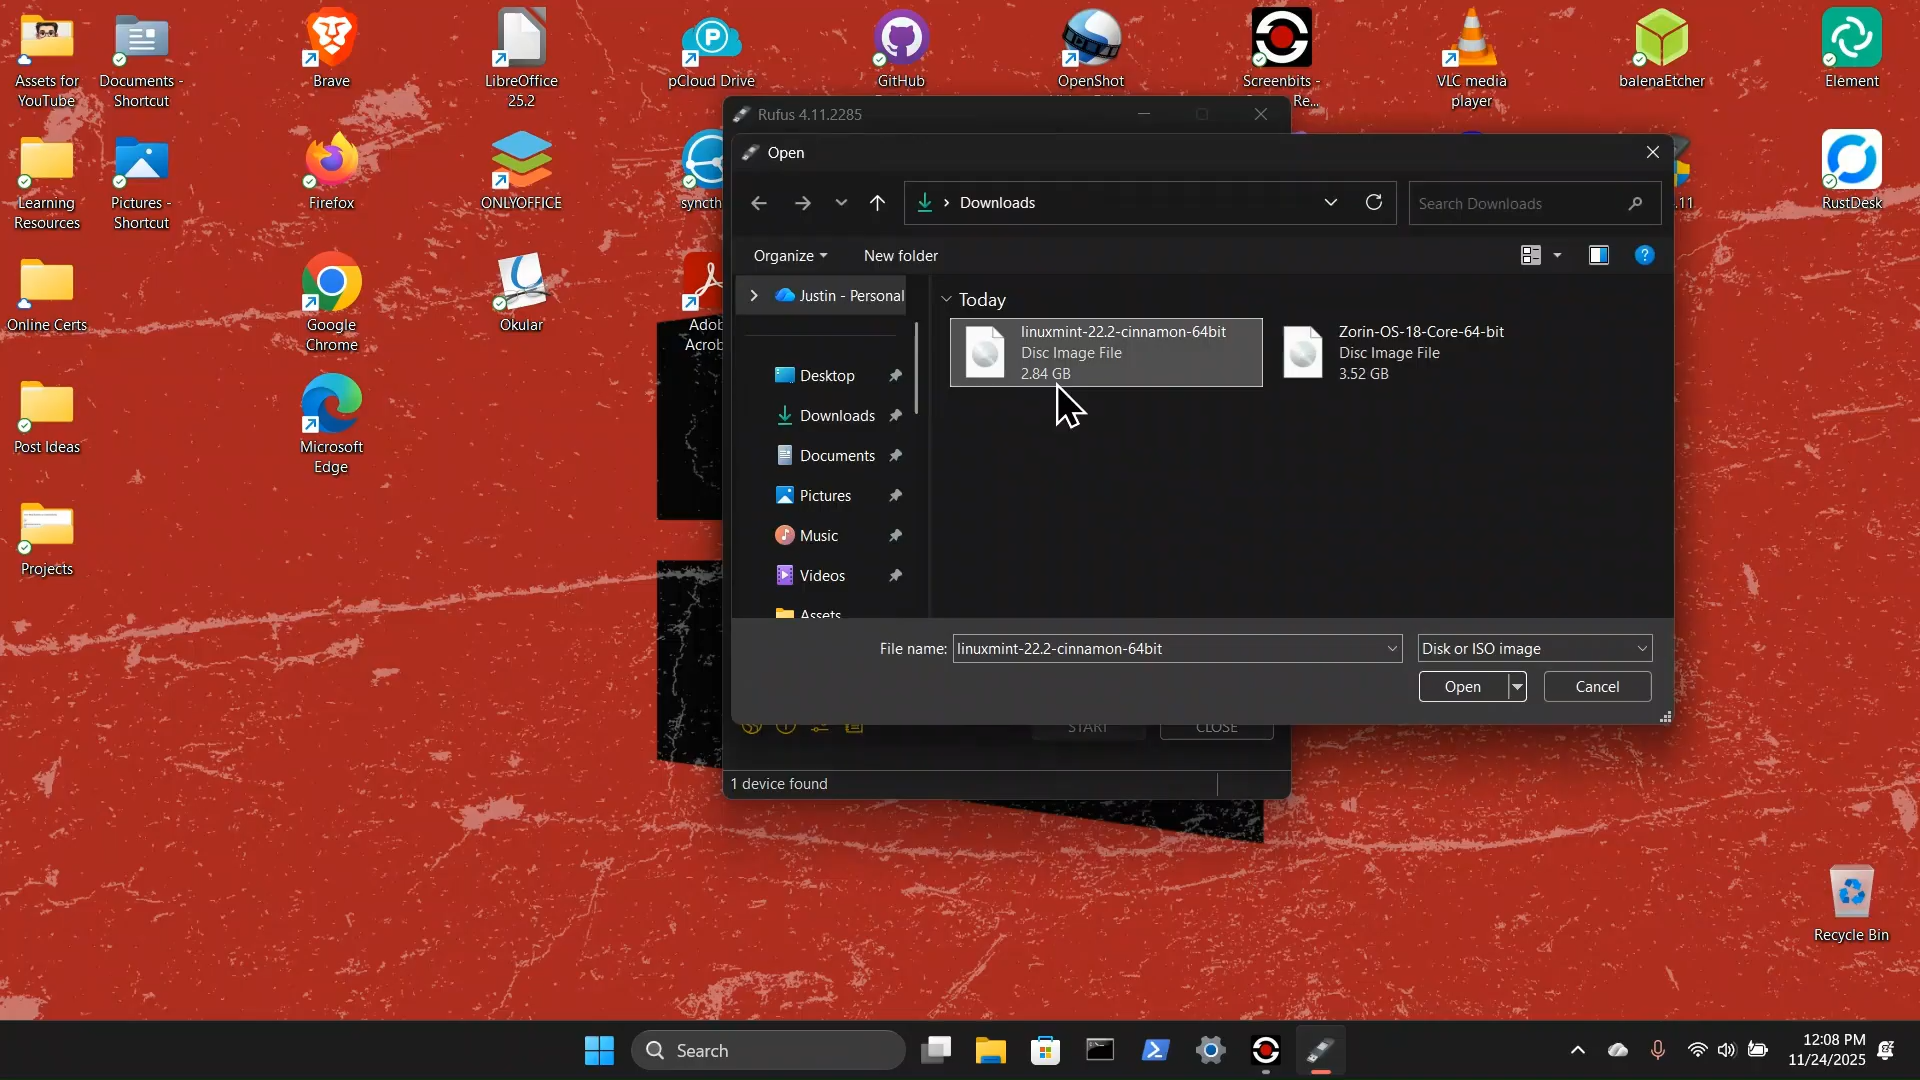 Assets for
YouTube
Documents -
Shortcut
Brave
LibreOffice
25.2
pCloud Drive
GitHub
OpenShot
Screenbits -
Re...
VLC media
player
balenaEtcher
Element
Rufus 4.11.2285
Open
Learning
Resources
Pictures -
Shortcut
Firefox
ONLYOFFICE
syncth
Downloads
Search Downloads
.11
RustDesk
Organize
New folder
Online Certs
Google
Chrome
Okular
Adob
Acrob
Justin - Personal
Desktop
Downloads
Documents
Pictures
Music
Videos
Assets
Today
linuxmint-22.2-cinnamon-64bit
Disc Image File
2.84 GB
Zorin-OS-18-Core-64-bit
Disc Image File
3.52 GB
Post Ideas
Microsoft
Edge
Projects
File name:
linuxmint-22.2-cinnamon-64bit
Disk or ISO image
Open
Cancel
START
CLOSE
1 device found
Recycle Bin
Search
12:08 PM
11/24/2025